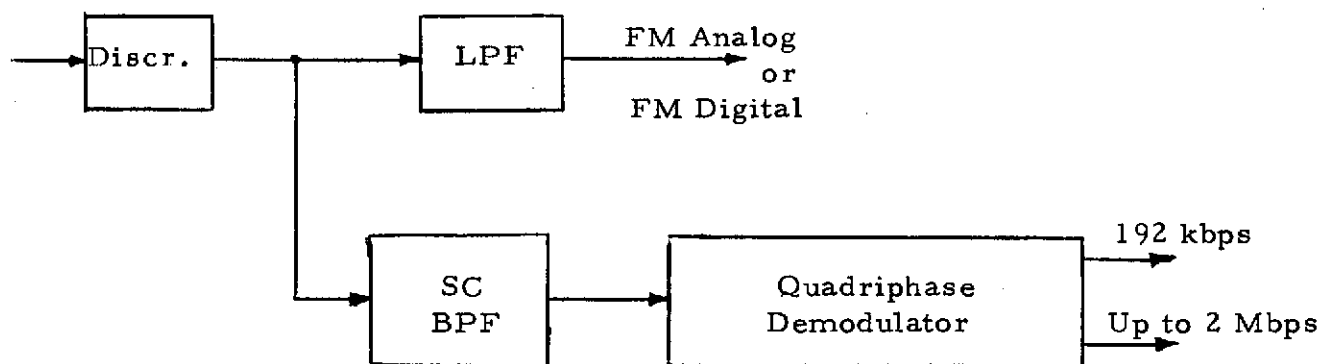 Discr.
LPF
FM Analog
or
FM Digital
SC
BPF
Quadriphase
Demodulator
192 kbps
Up to 2 Mbps